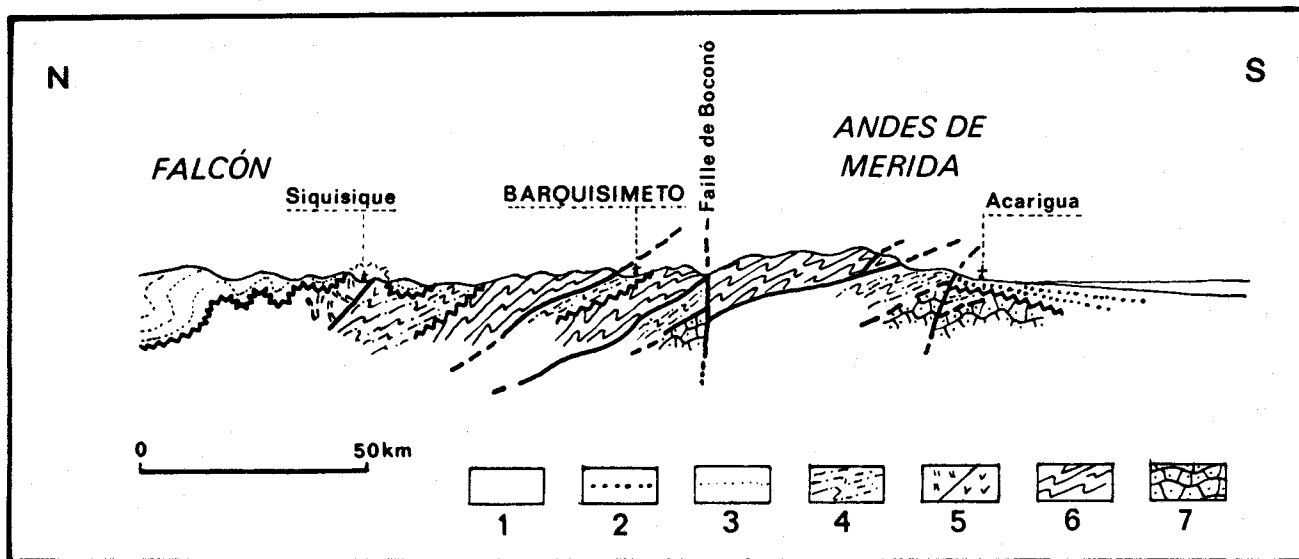 N
S
FALCÓN
Siquisique
BARQUISIMETO
Faille de Boconó
ANDES DE
MERIDA
Acarigua
0 50km
1 2 3 4 5 6 7